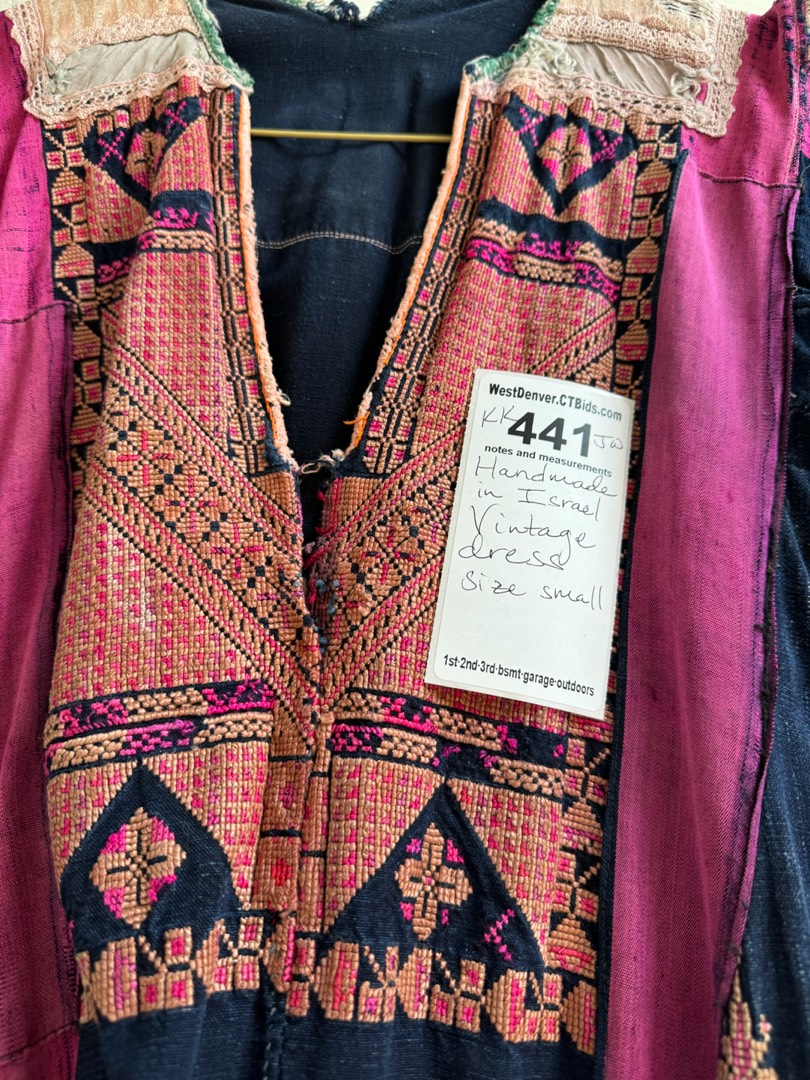 WestDenver.CTBids.com
KK 441 JW
notes and measurements
Handmade
in Israel
Vintage
dress
Size small
1st·2nd·3rd·bsmt·garage·outdoors